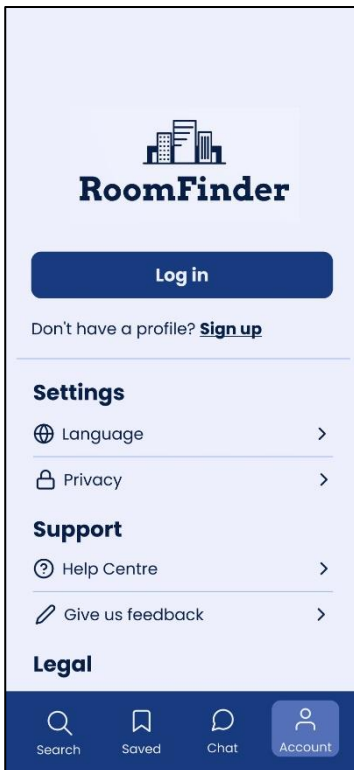 RoomFinder
Log in
Don't have a profile? Sign up
Settings
Language
Privacy
Support
Help Centre
Give us feedback
Legal
Search Saved Chat Account